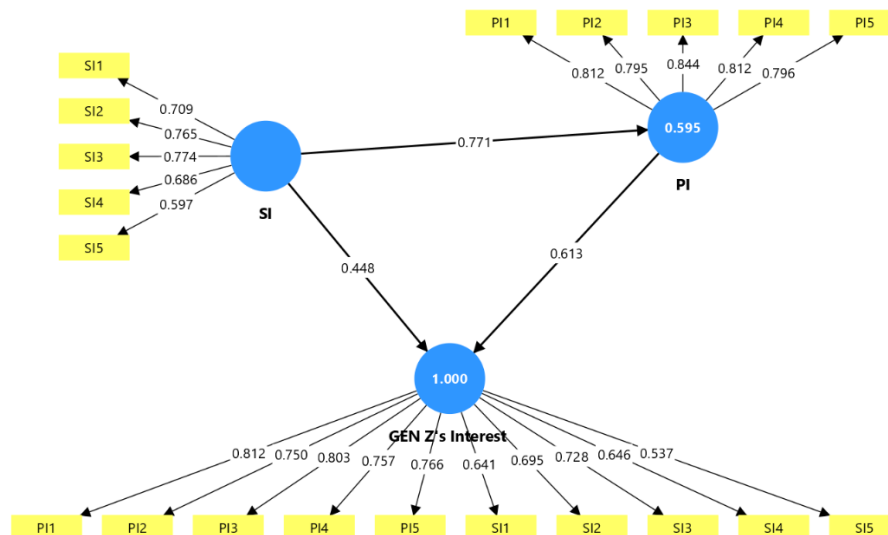 PI1 PI2 PI3 PI4 PI5
0.812 0.795 0.844 0.812 0.796
SI1
SI2
SI3
SI4
SI5
0.709
0.765
0.774
0.686
0.597
SI
0.771
0.595
PI
0.448
0.613
1.000
GEN Z's Interest
0.812 0.750 0.803 0.757 0.766 0.641 0.695 0.728 0.646 0.537
PI1 PI2 PI3 PI4 PI5 SI1 SI2 SI3 SI4 SI5